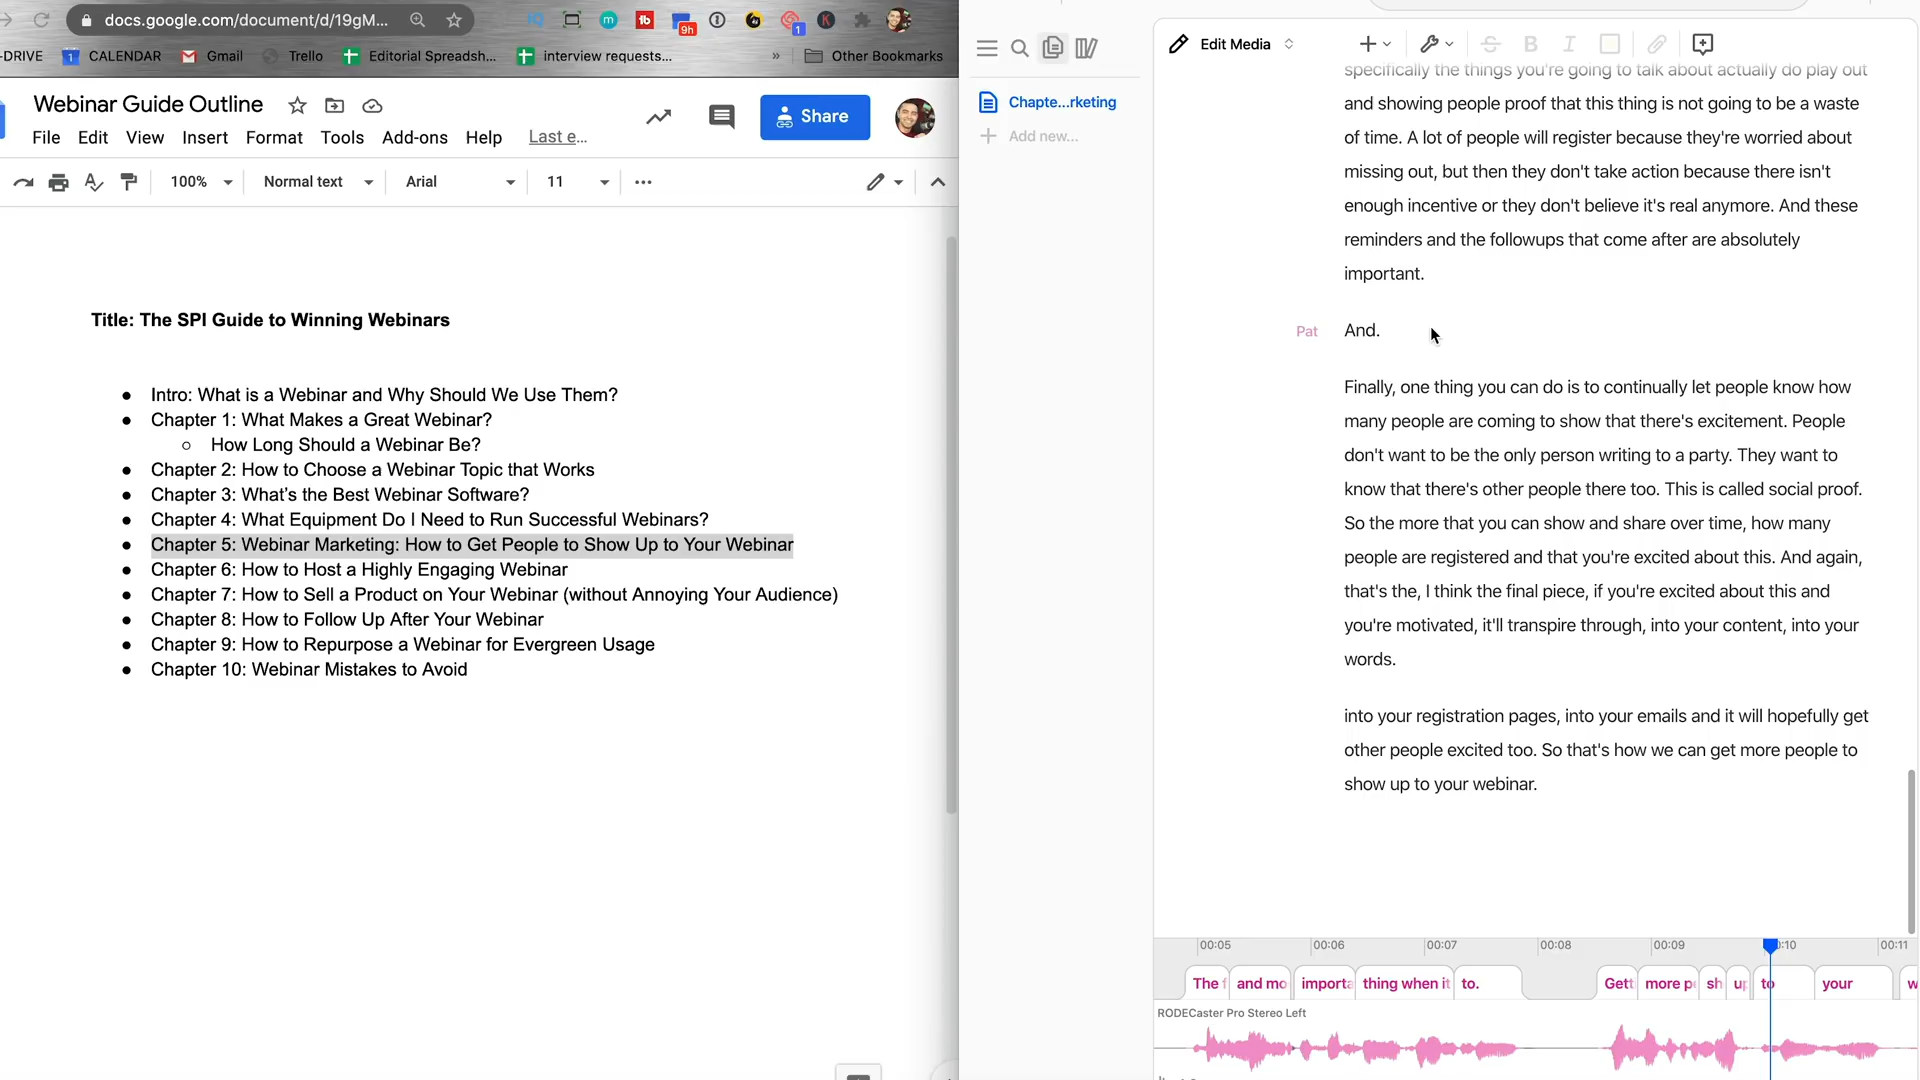 docs.google.com/document/d/19gM...
9h
1
-DRIVE
1 CALENDAR
Gmail
Trello
Editorial Spreadsh...
interview requests...
»
Other Bookmarks
Webinar Guide Outline
Share
File Edit View Insert Format Tools Add-ons Help Last e...
100% Normal text Arial 11
Title: The SPI Guide to Winning Webinars
Intro: What is a Webinar and Why Should We Use Them?
Chapter 1: What Makes a Great Webinar?
How Long Should a Webinar Be?
Chapter 2: How to Choose a Webinar Topic that Works
Chapter 3: What's the Best Webinar Software?
Chapter 4: What Equipment Do I Need to Run Successful Webinars?
Chapter 5: Webinar Marketing: How to Get People to Show Up to Your Webinar
Chapter 6: How to Host a Highly Engaging Webinar
Chapter 7: How to Sell a Product on Your Webinar (without Annoying Your Audience)
Chapter 8: How to Follow Up After Your Webinar
Chapter 9: How to Repurpose a Webinar for Evergreen Usage
Chapter 10: Webinar Mistakes to Avoid
Chapte...rketing
Add new...
Edit Media
specifically the things you're going to talk about actually do play out
and showing people proof that this thing is not going to be a waste
of time. A lot of people will register because they're worried about
missing out, but then they don't take action because there isn't
enough incentive or they don't believe it's real anymore. And these
reminders and the followups that come after are absolutely
important.
Pat And.
Finally, one thing you can do is to continually let people know how
many people are coming to show that there's excitement. People
don't want to be the only person writing to a party. They want to
know that there's other people there too. This is called social proof.
So the more that you can show and share over time, how many
people are registered and that you're excited about this. And again,
that's the, I think the final piece, if you're excited about this and
you're motivated, it'll transpire through, into your content, into your
words.
into your registration pages, into your emails and it will hopefully get
other people excited too. So that's how we can get more people to
show up to your webinar.
00:05 00:06 00:07 00:08 00:09 :10 00:11
The and mo importa thing when it to. Gett more p sh up to your w
RODECaster Pro Stereo Left